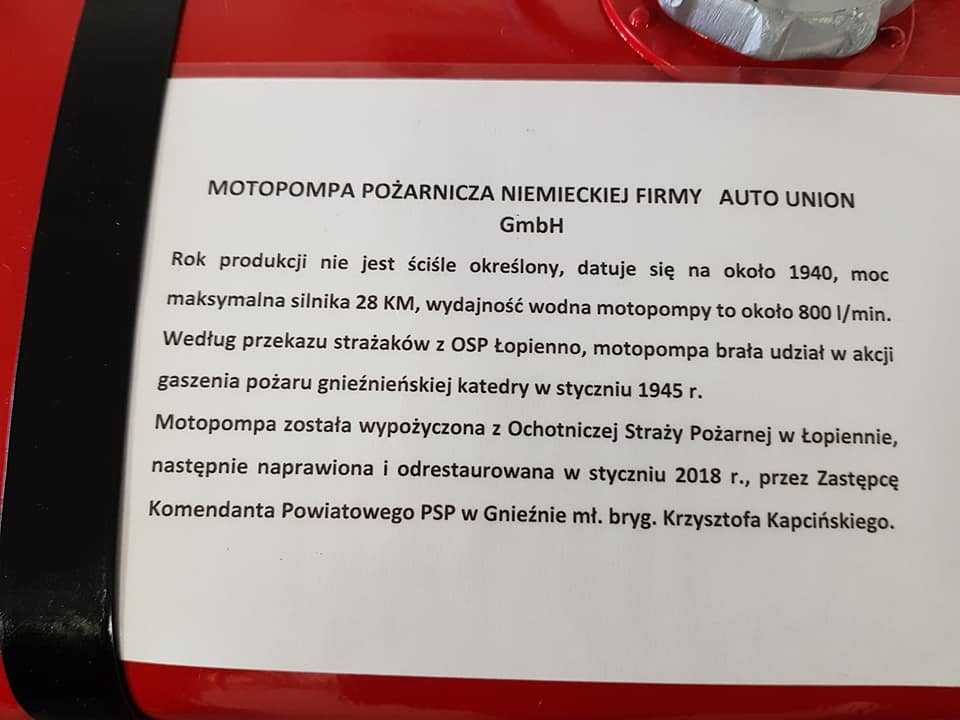 MOTOPOMPA POŻARNICZA NIEMIECKIEJ FIRMY AUTO UNION
GmbH
Rok produkcji nie jest ściśle określony, datuje się na około 1940, moc
maksymalna silnika 28 KM, wydajność wodna motopompy to około 800 l/min.
Według przekazu strażaków z OSP Łopienno, motopompa brała udział w akcji
gaszenia pożaru gnieźnieńskiej katedry w styczniu 1945 r.
Motopompa została wypożyczona z Ochotniczej Straży Pożarnej w Łopiennie,
następnie naprawiona i odrestaurowana w styczniu 2018 r., przez Zastępcę
Komendanta Powiatowego PSP w Gnieźnie mł. bryg. Krzysztofa Kapcińskiego.